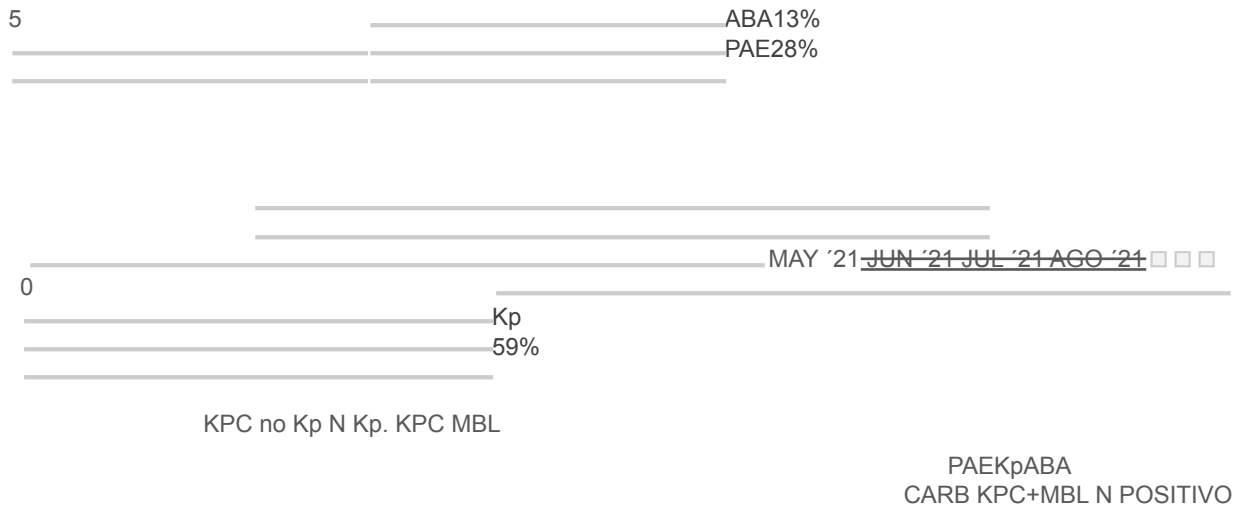 5
ABA13%
PAE28%
MAY ´21 JUN ´21 JUL ´21 AGO ´21
0
Kp
59%
KPC no Kp N Kp. KPC MBL
PAEKpABA
CARB KPC+MBL N POSITIVO